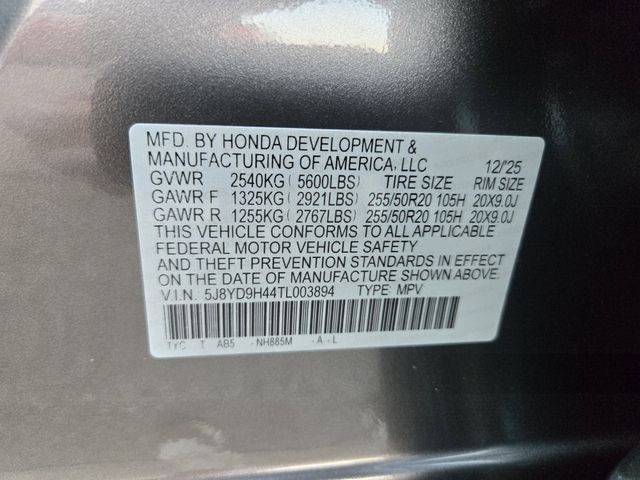 MFD. BY HONDA DEVELOPMENT &
MANUFACTURING OF AMERICA, LLC 12/'25
GVWR 2540KG( 5600LBS) TIRE SIZE RIM SIZE
GAWR F 1325KG( 2921LBS) 255/50R20 105H 20X9.0J
GAWR R 1255KG( 2767LBS) 255/50R20 105H 20X9.0J
THIS VEHICLE CONFORMS TO ALL APPLICABLE
FEDERAL MOTOR VEHICLE SAFETY
AND THEFT PREVENTION STANDARDS IN EFFECT
ON THE DATE OF MANUFACTURE SHOWN ABOVE.
V.I.N. 5J8YD9H44TL003894 TYPE: MPV
TYC T AB5 -NH885M -A-L